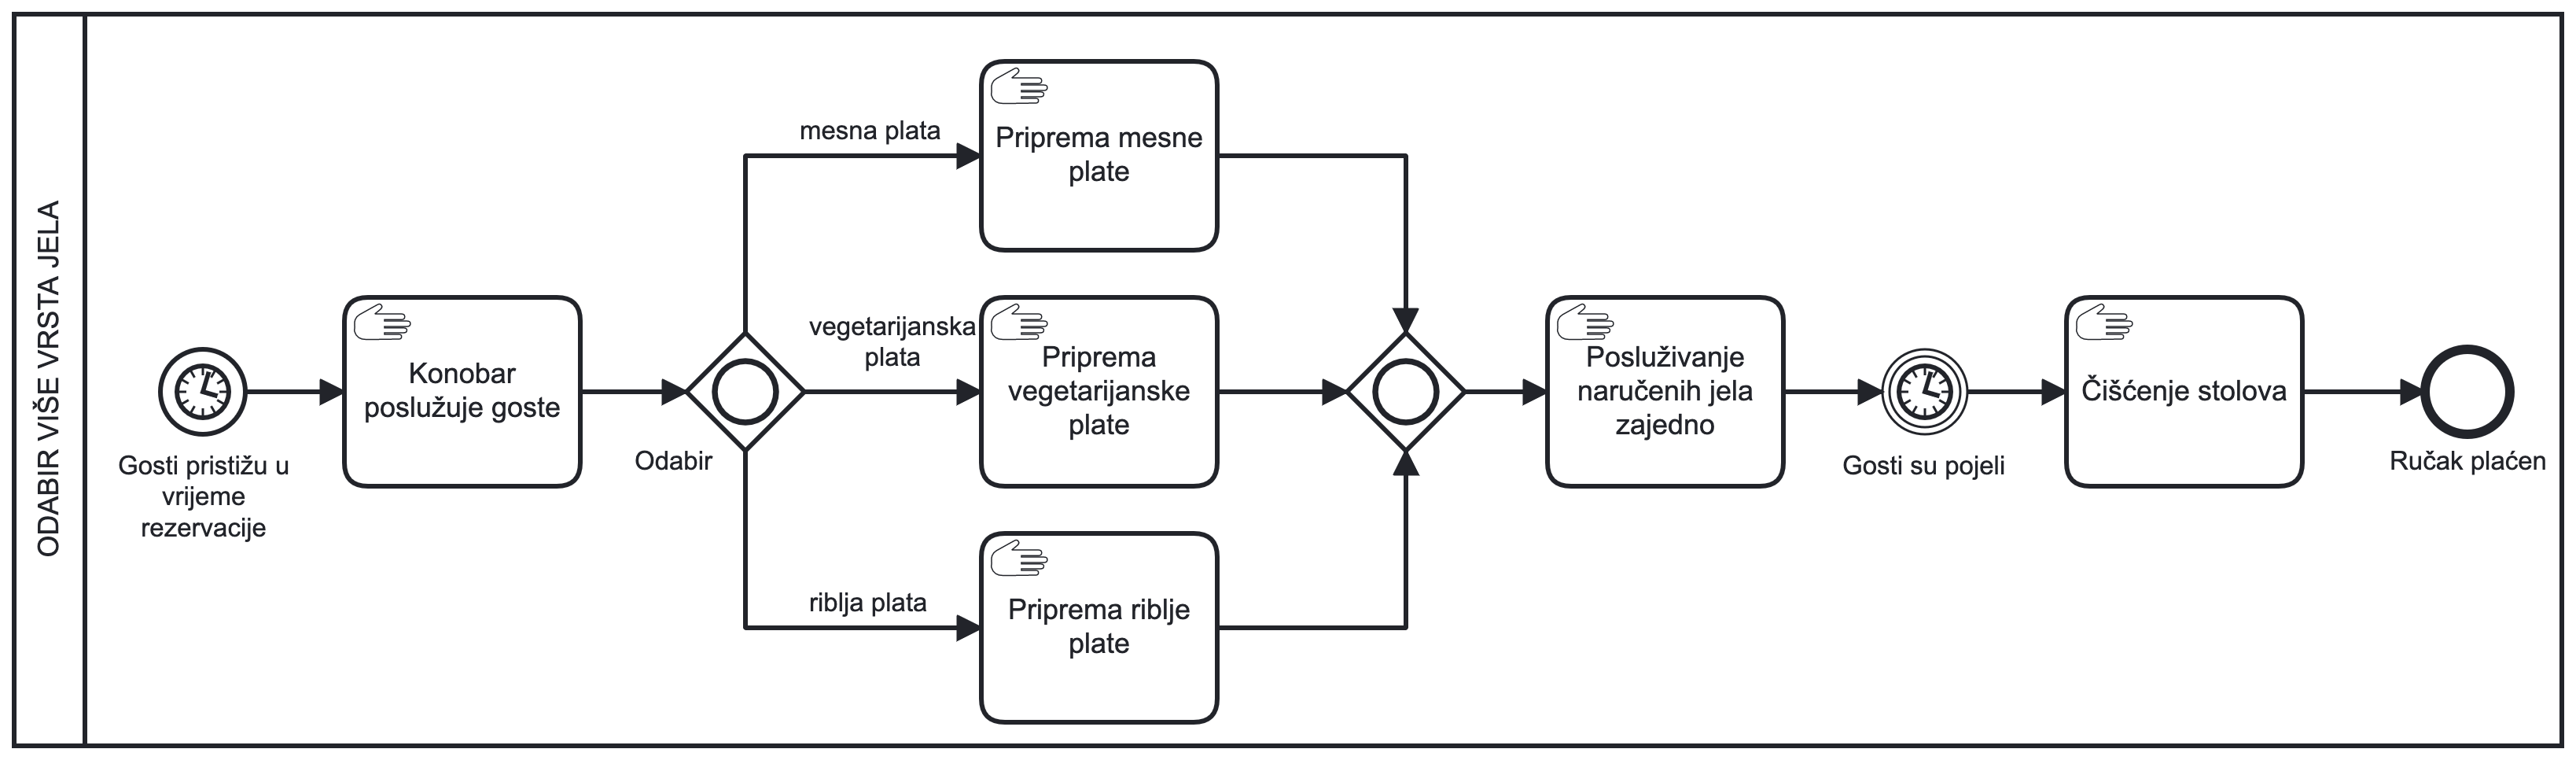 ODABIR VIŠE VRSTA JELA
Gosti pristižu u
vrijeme
rezervacije
Konobar
poslužuje goste
Odabir
mesna plata
Priprema mesne
plate
vegetarijanska
plata
Priprema
vegetarijanske
plate
riblja plata
Priprema riblje
plate
Posluživanje
naručenih jela
zajedno
Gosti su pojeli
Čišćenje stolova
Ručak plaćen